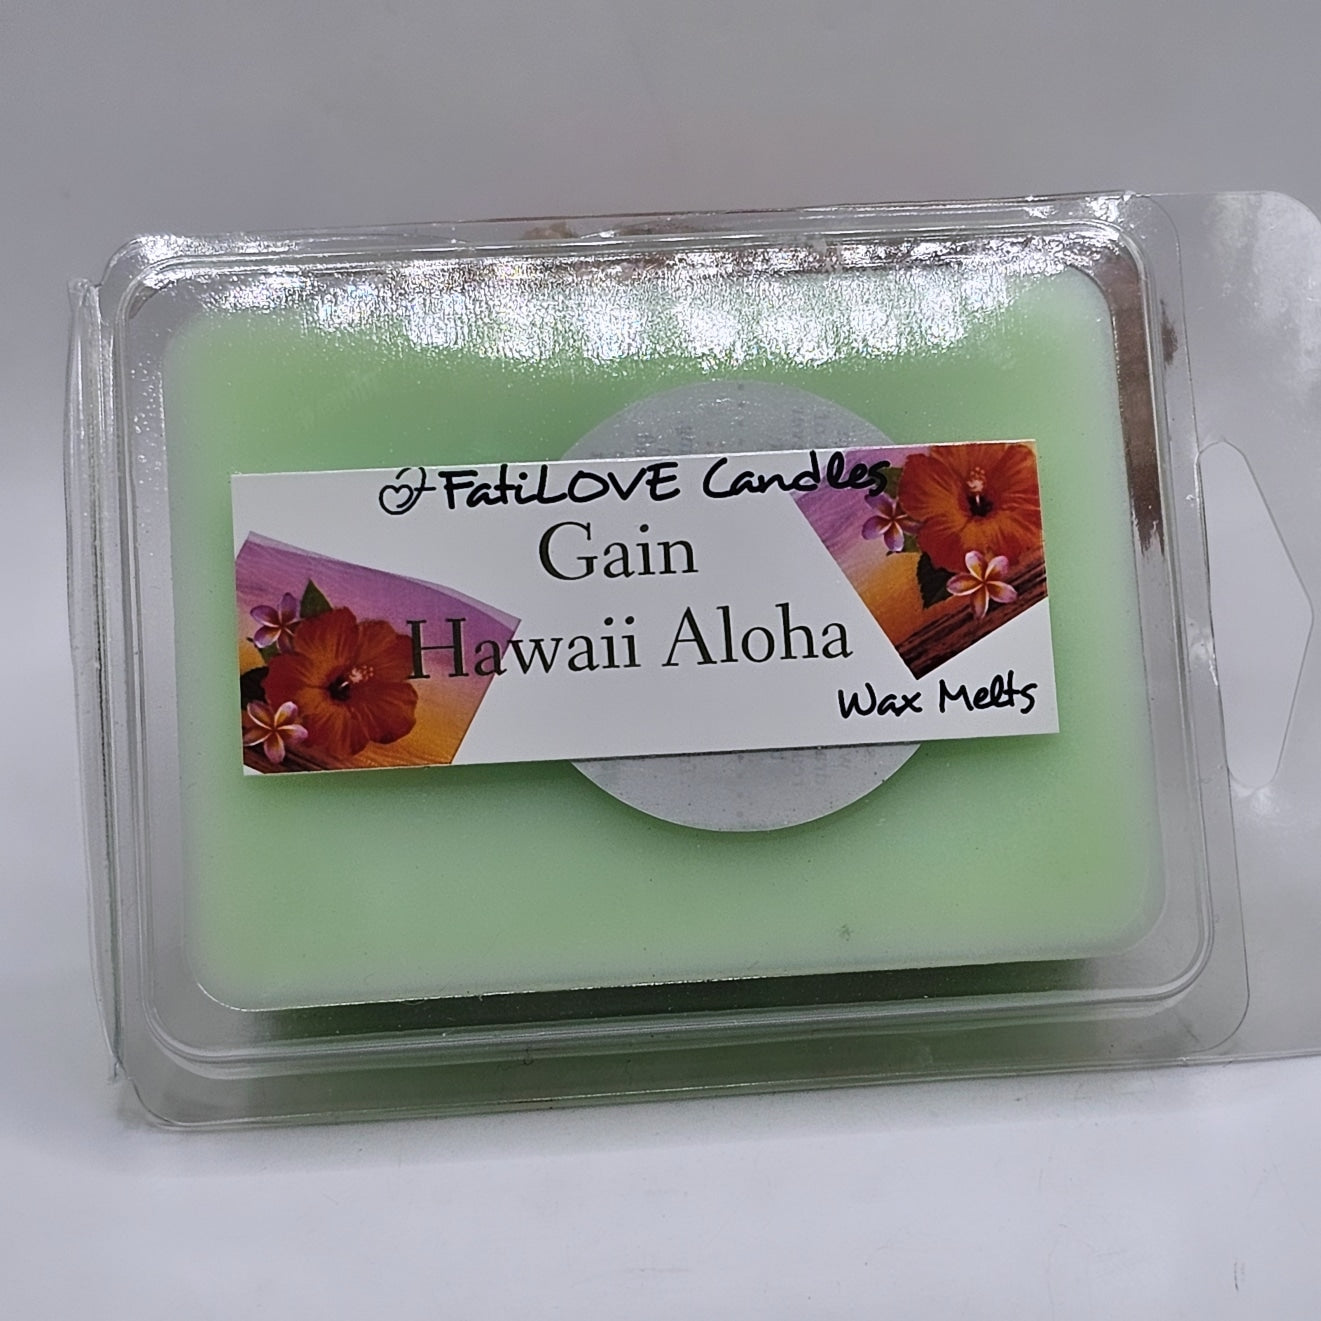 FatiLOVE Candles
Gain
Hawaii Aloha
Wax Melts